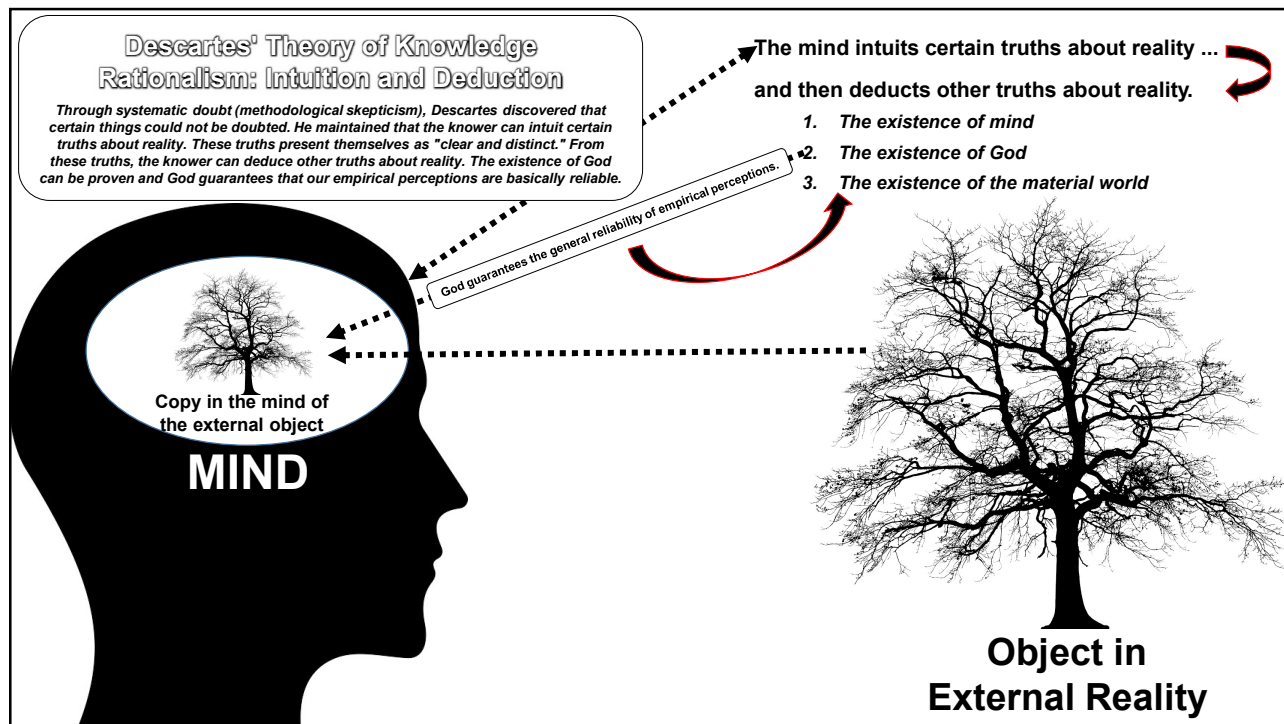 Descartes' Theory of Knowledge
Rationalism: Intuition and Deduction
Through systematic doubt (methodological skepticism), Descartes discovered that
certain things could not be doubted. He maintained that the knower can intuit certain
truths about reality. These truths present themselves as "clear and distinct." From
these truths, the knower can deduce other truths about reality. The existence of God
can be proven and God guarantees that our empirical perceptions are basically reliable.
The mind intuits certain truths about reality ...
and then deducts other truths about reality.
1. The existence of mind
2. The existence of God
3. The existence of the material world
God guarantees the general reliability of empirical perceptions.
Copy in the mind of
the external object
MIND
Object in
External Reality